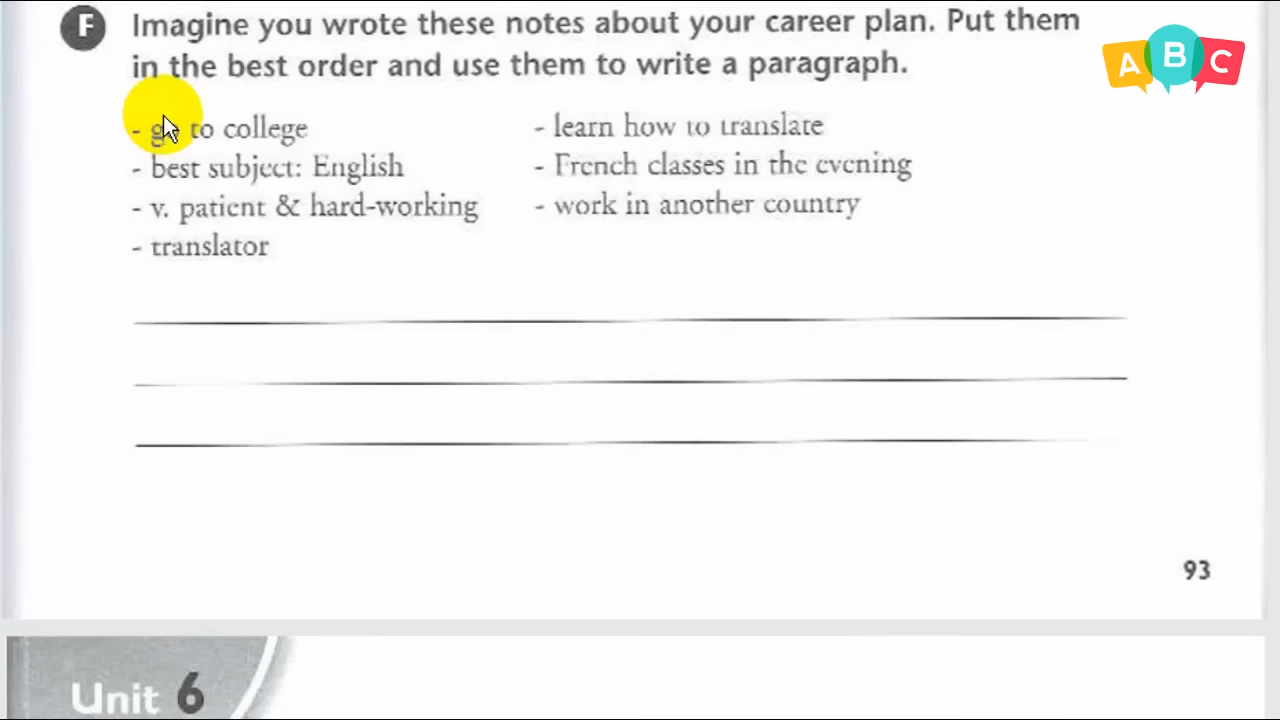 F Imagine you wrote these notes about your career plan. Put them
in the best order and use them to write a paragraph.
- go to college
- best subject: English
- v. patient & hard-working
- translator
- learn how to translate
- French classes in the evening
- work in another country
93
Unit 6
A B C